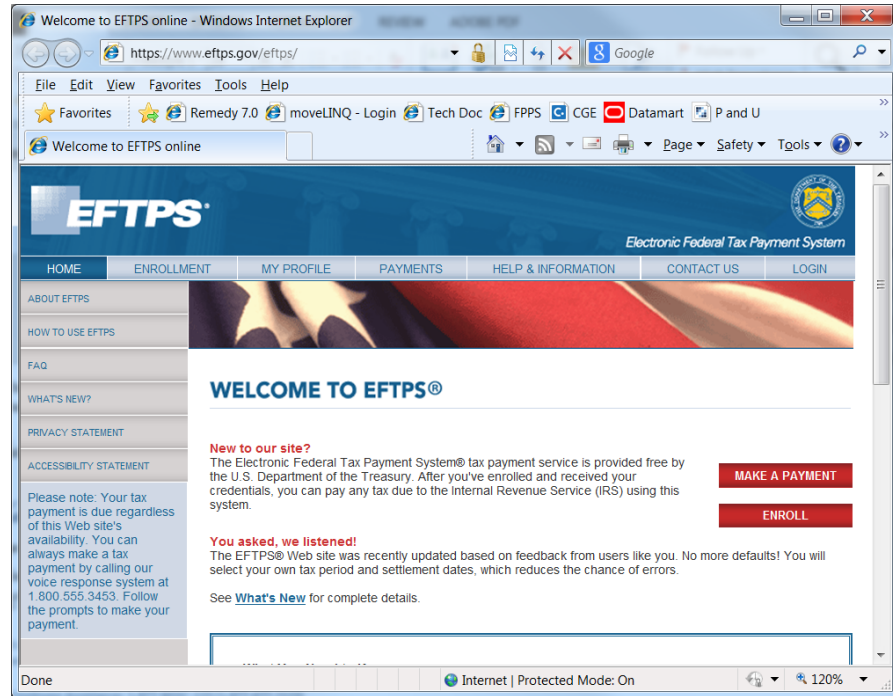 Welcome to EFTPS online - Windows Internet Explorer
https://www.eftps.gov/eftps/
Google
File Edit View Favorites Tools Help
Favorites Remedy 7.0 moveLINQ - Login Tech Doc FPPS CGE Datamart P and U
Welcome to EFTPS online
Page Safety Tools
EFTPS®
Electronic Federal Tax Payment System
HOME ENROLLMENT MY PROFILE PAYMENTS HELP & INFORMATION CONTACT US LOGIN
ABOUT EFTPS
HOW TO USE EFTPS
FAQ
WHAT'S NEW?
PRIVACY STATEMENT
ACCESSIBILITY STATEMENT
Please note: Your tax
payment is due regardless
of this Web site's
availability. You can
always make a tax
payment by calling our
voice response system at
1.800.555.3453. Follow
the prompts to make your
payment.
WELCOME TO EFTPS®
New to our site?
The Electronic Federal Tax Payment System® tax payment service is provided free by
the U.S. Department of the Treasury. After you've enrolled and received your
credentials, you can pay any tax due to the Internal Revenue Service (IRS) using this
system.
MAKE A PAYMENT
ENROLL
You asked, we listened!
The EFTPS® Web site was recently updated based on feedback from users like you. No more defaults! You will
select your own tax period and settlement dates, which reduces the chance of errors.
See What's New for complete details.
Done Internet | Protected Mode: On 120%